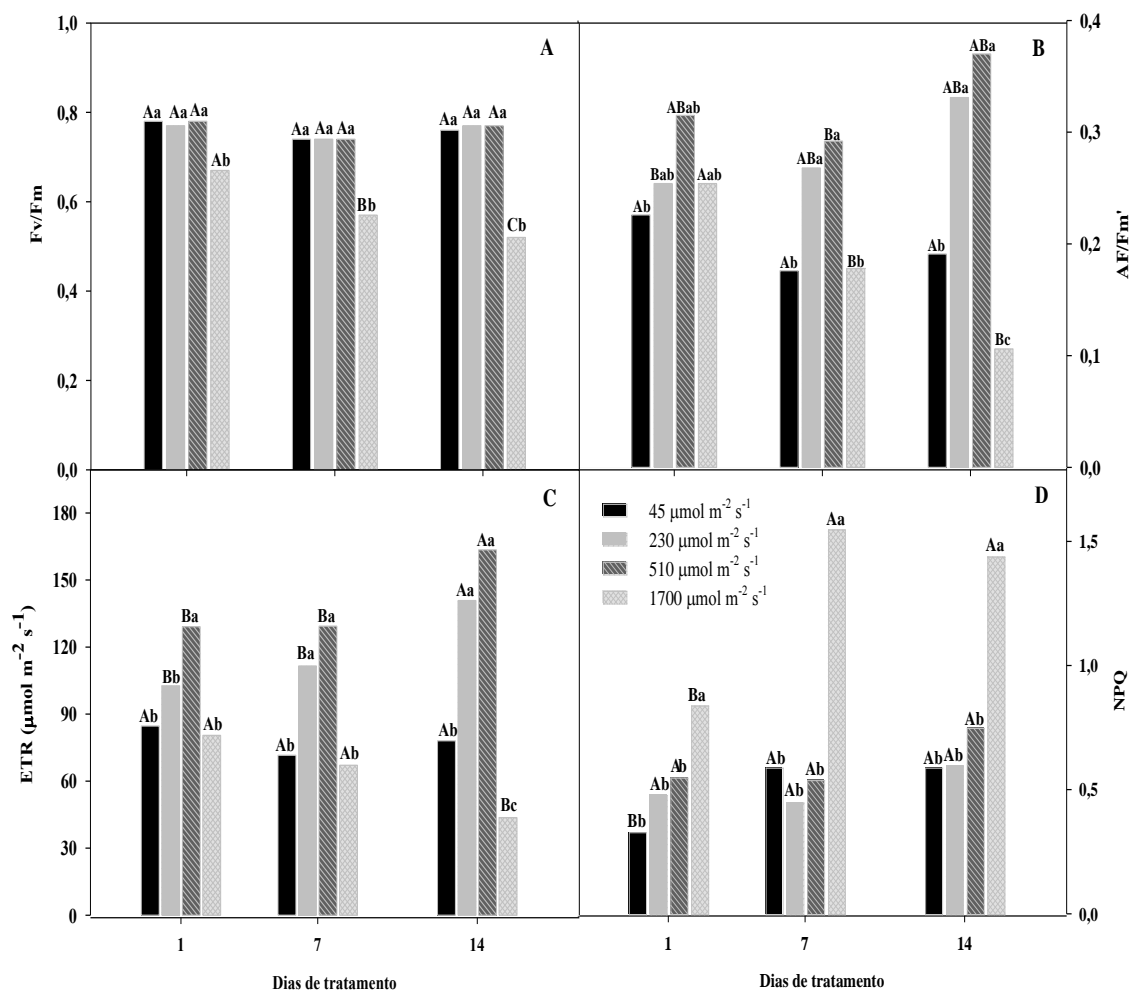 1,0
0,8
0,6
0,4
0,2
0,0
Fv/Fm
A
Aa Aa Aa
Ab
Aa Aa Aa
Bb
Aa Aa Aa
Cb
B
0,4
0,3
0,2
0,1
0,0
AF/Fm'
Ab
Bab
ABab
Aab
Ab
ABa
Ba
Bb
Ab
ABa
ABa
Bc
C
180
150
120
90
60
30
0
ETR (µmol m⁻² s⁻¹)
Ab
Bb
Ba
Ab
Ab
Ba
Ba
Ab
Ab
Aa
Aa
Bc
1 7 14
Dias de tratamento
D
45 µmol m⁻² s⁻¹
230 µmol m⁻² s⁻¹
510 µmol m⁻² s⁻¹
1700 µmol m⁻² s⁻¹
1,5
1,0
0,5
0,0
NPQ
Bb
Ab
Ab
Ba
Ab
Ab
Ab
Aa
Ab
Ab
Ab
Aa
1 7 14
Dias de tratamento